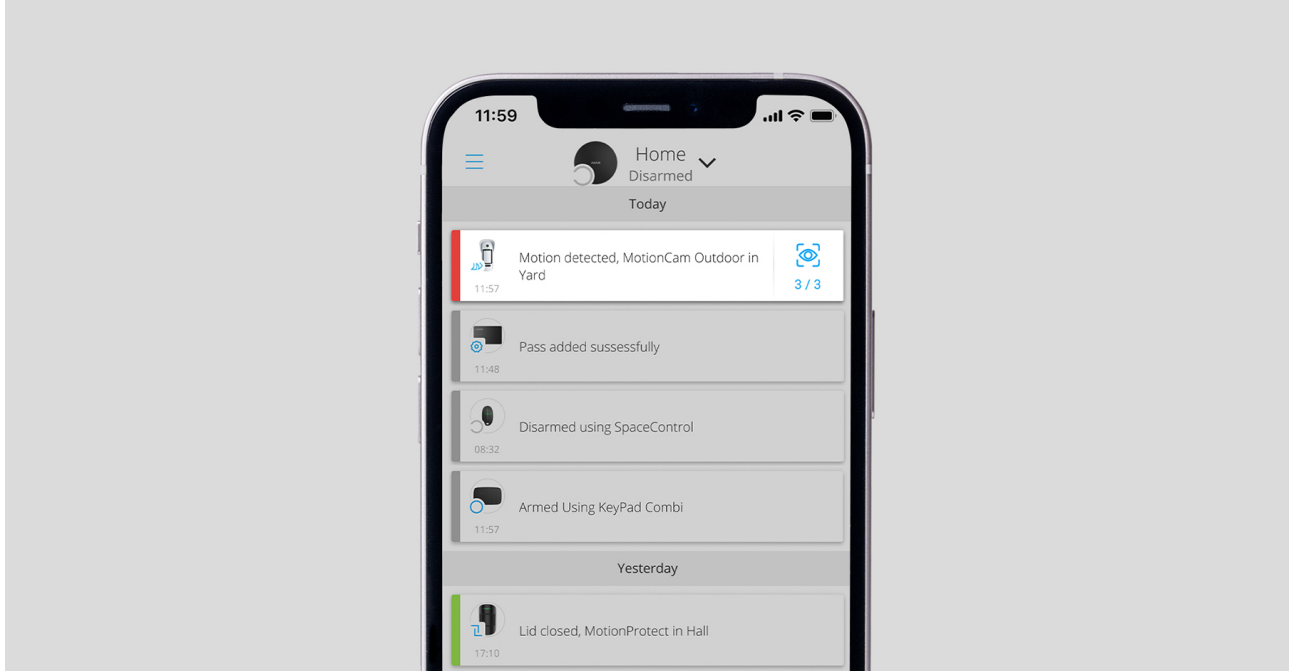 11:59
Home
Disarmed
Today
Motion detected, MotionCam Outdoor in
Yard
11:57
3 / 3
Pass added sussessfully
11:48
Disarmed using SpaceControl
08:32
Armed Using KeyPad Combi
11:57
Yesterday
Lid closed, MotionProtect in Hall
17:10